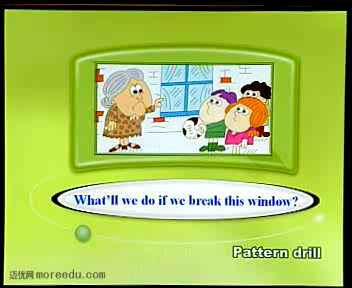 What'll we do if we break this window?
Pattern drill
迈优网 moreedu.com